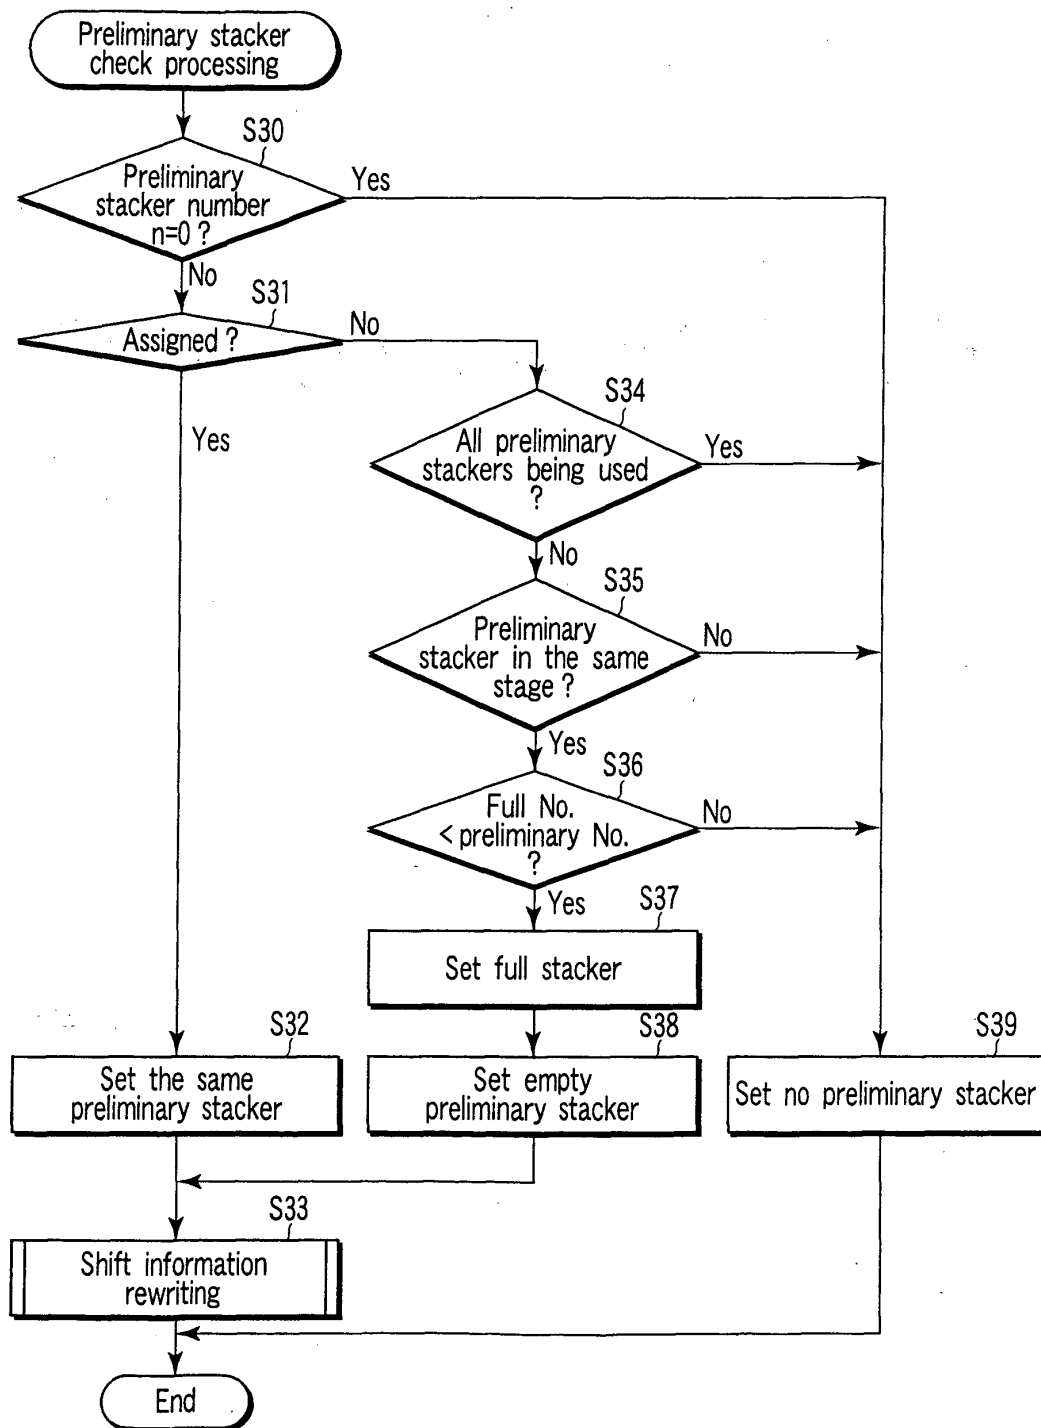 Preliminary stacker
check processing
S30
Preliminary
stacker number
n=0 ?
Yes
No
S31
Assigned ?
No
Yes
S34
All preliminary
stackers being used
?
Yes
No
S35
Preliminary
stacker in the same
stage ?
No
Yes
S36
Full No.
< preliminary No.
?
No
Yes
S37
Set full stacker
S32
Set the same
preliminary stacker
S38
Set empty
preliminary stacker
S39
Set no preliminary stacker
S33
Shift information
rewriting
End